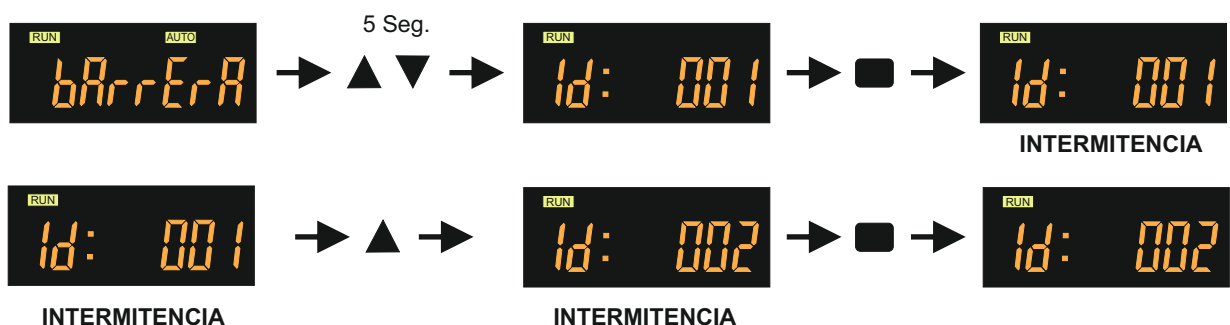 5 Seg.
RUN AUTO
bArrErA
RUN
Id: 001
RUN
Id: 001
INTERMITENCIA
RUN
Id: 001
INTERMITENCIA
RUN
Id: 002
INTERMITENCIA
RUN
Id: 002